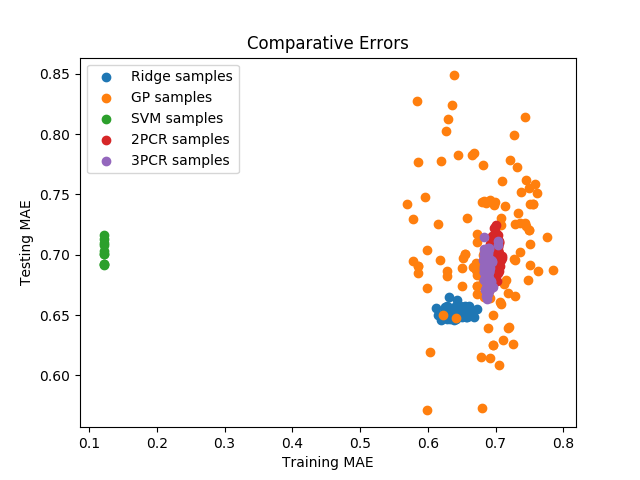 Comparative Errors
Ridge samples
GP samples
SVM samples
2PCR samples
3PCR samples
Testing MAE
0.85
0.80
0.75
0.70
0.65
0.60
0.1 0.2 0.3 0.4 0.5 0.6 0.7 0.8
Training MAE